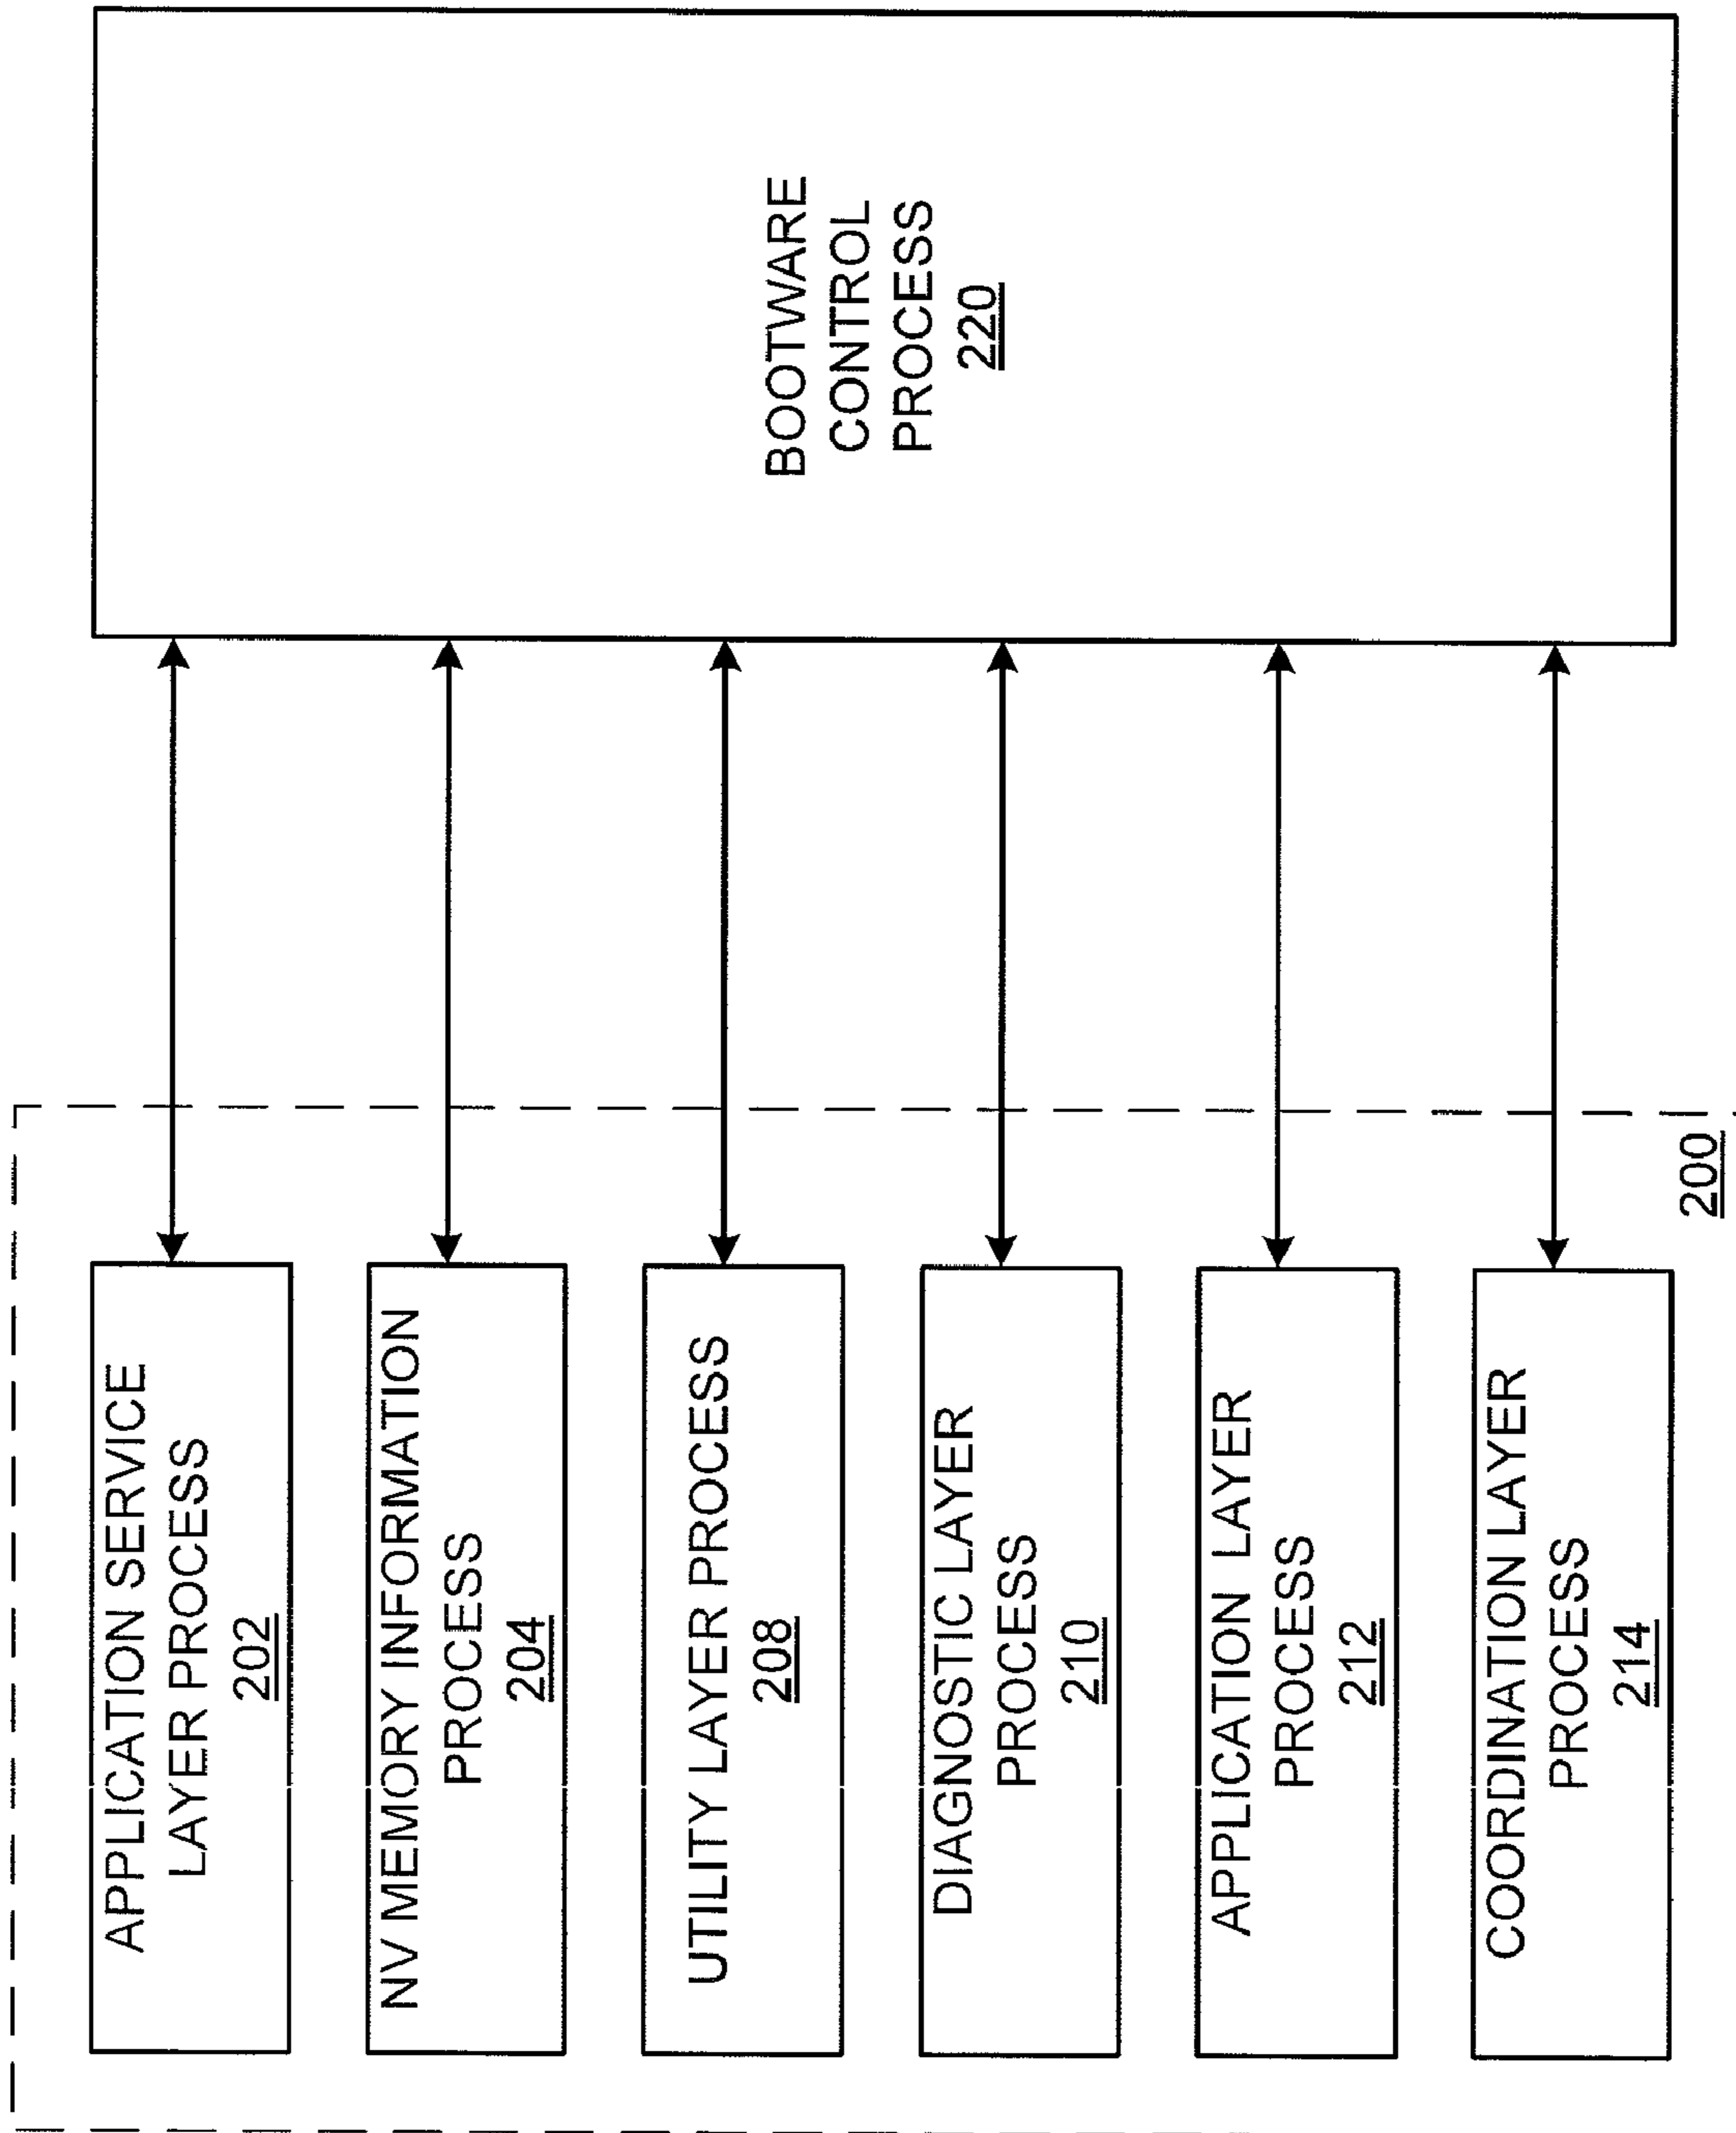 APPLICATION SERVICE
LAYER PROCESS
202
NV MEMORY INFORMATION
PROCESS
204
UTILITY LAYER PROCESS
208
DIAGNOSTIC LAYER
PROCESS
210
APPLICATION LAYER
PROCESS
212
COORDINATION LAYER
PROCESS
214
200
BOOTWARE
CONTROL
PROCESS
220